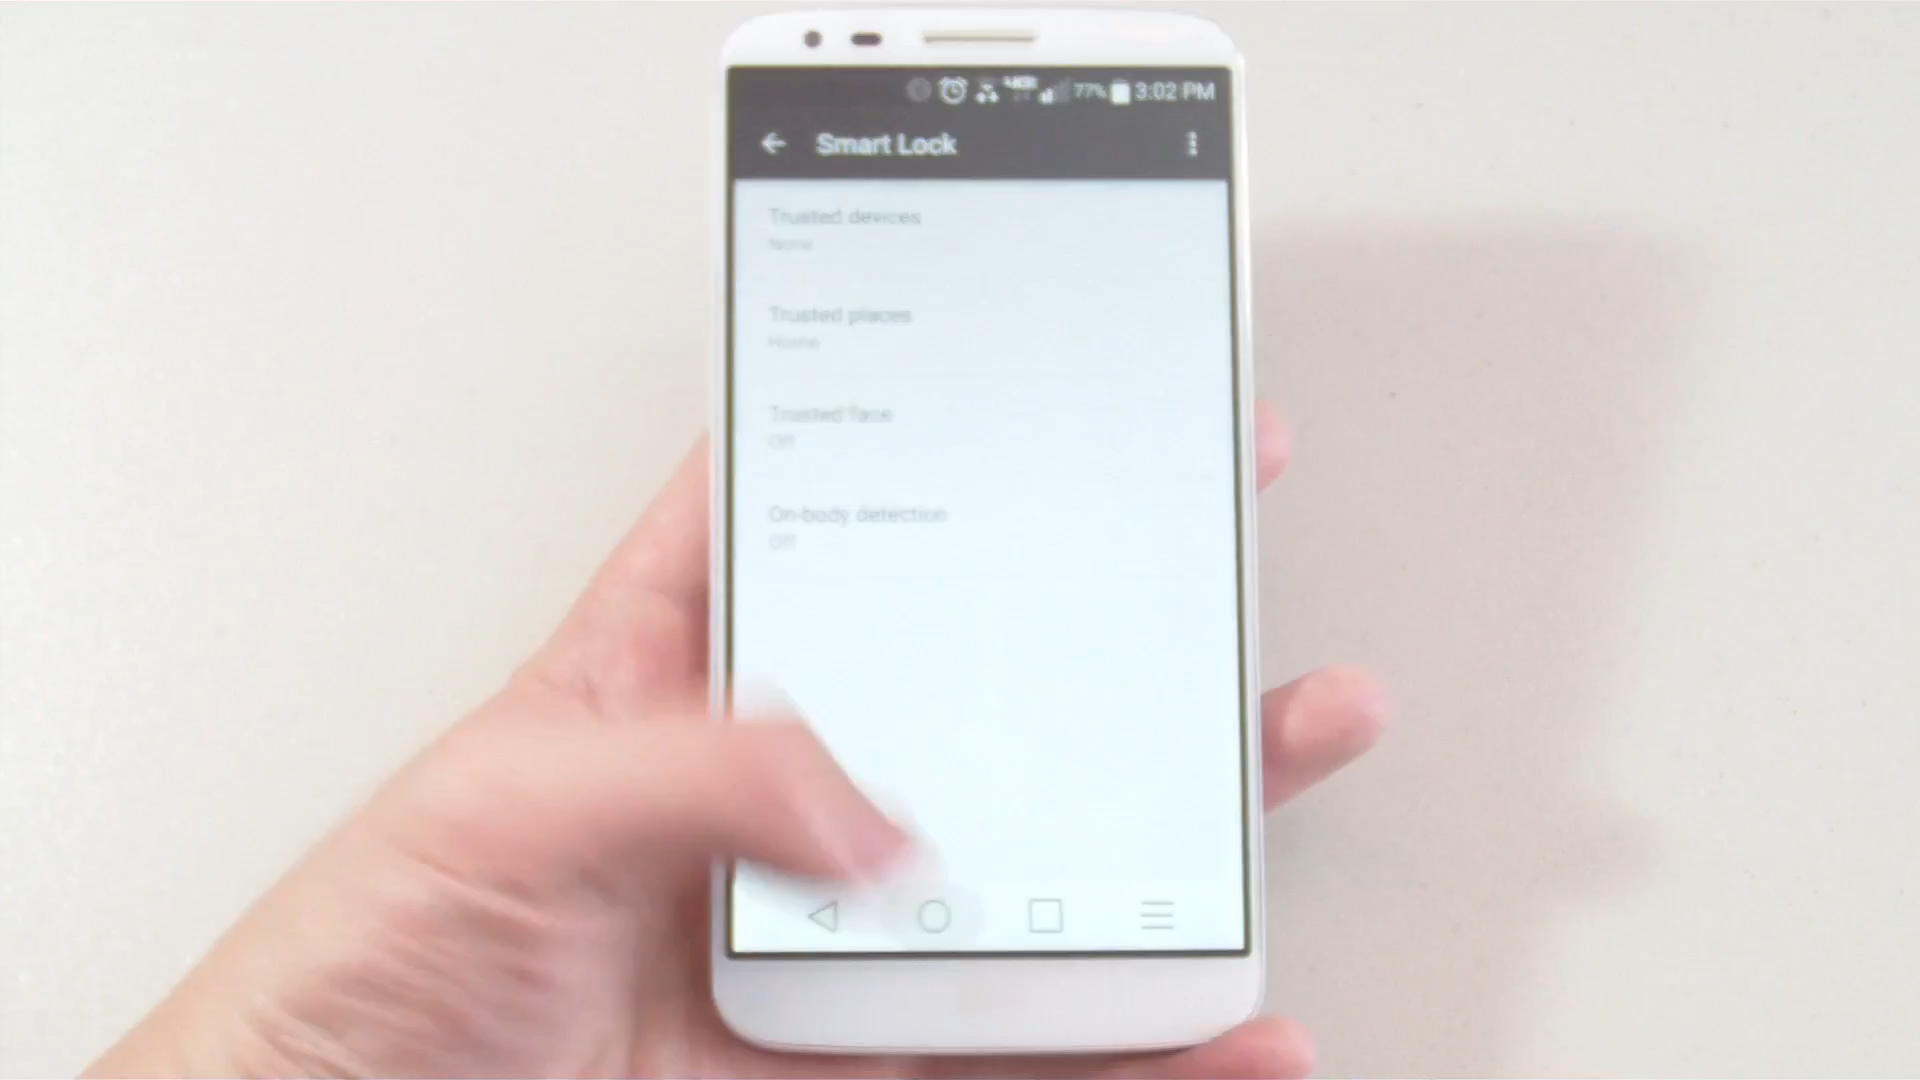 77% 3:02 PM
Smart Lock
Trusted devices
None
Trusted places
Home
Trusted face
Off
On-body detection
Off